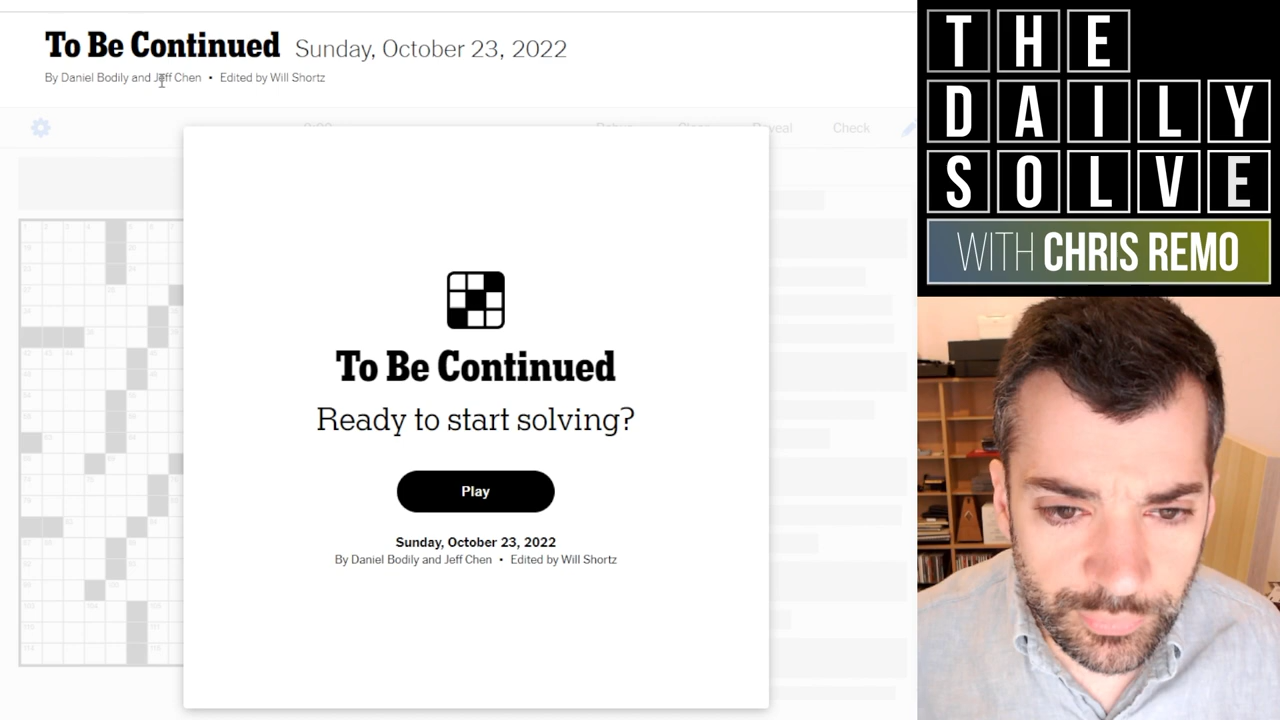 To Be Continued Sunday, October 23, 2022
By Daniel Bodily and Jeff Chen • Edited by Will Shortz
Check
To Be Continued
Ready to start solving?
Play
Sunday, October 23, 2022
By Daniel Bodily and Jeff Chen • Edited by Will Shortz
THE
DAILY
SOLVE
WITH CHRIS REMO